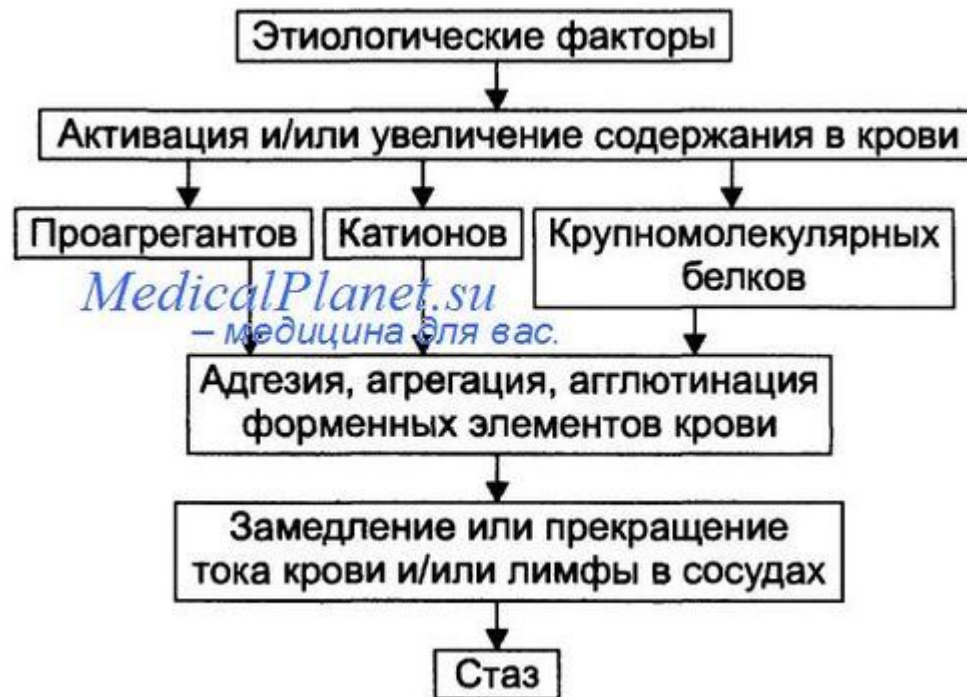 Этиологические факторы
Активация и/или увеличение содержания в крови
Проагрегантов
Катионов
Крупномолекулярных
белков
MedicalPlanet.su
– медицина для вас.
Адгезия, агрегация, агглютинация
форменных элементов крови
Замедление или прекращение
тока крови и/или лимфы в сосудах
Стаз